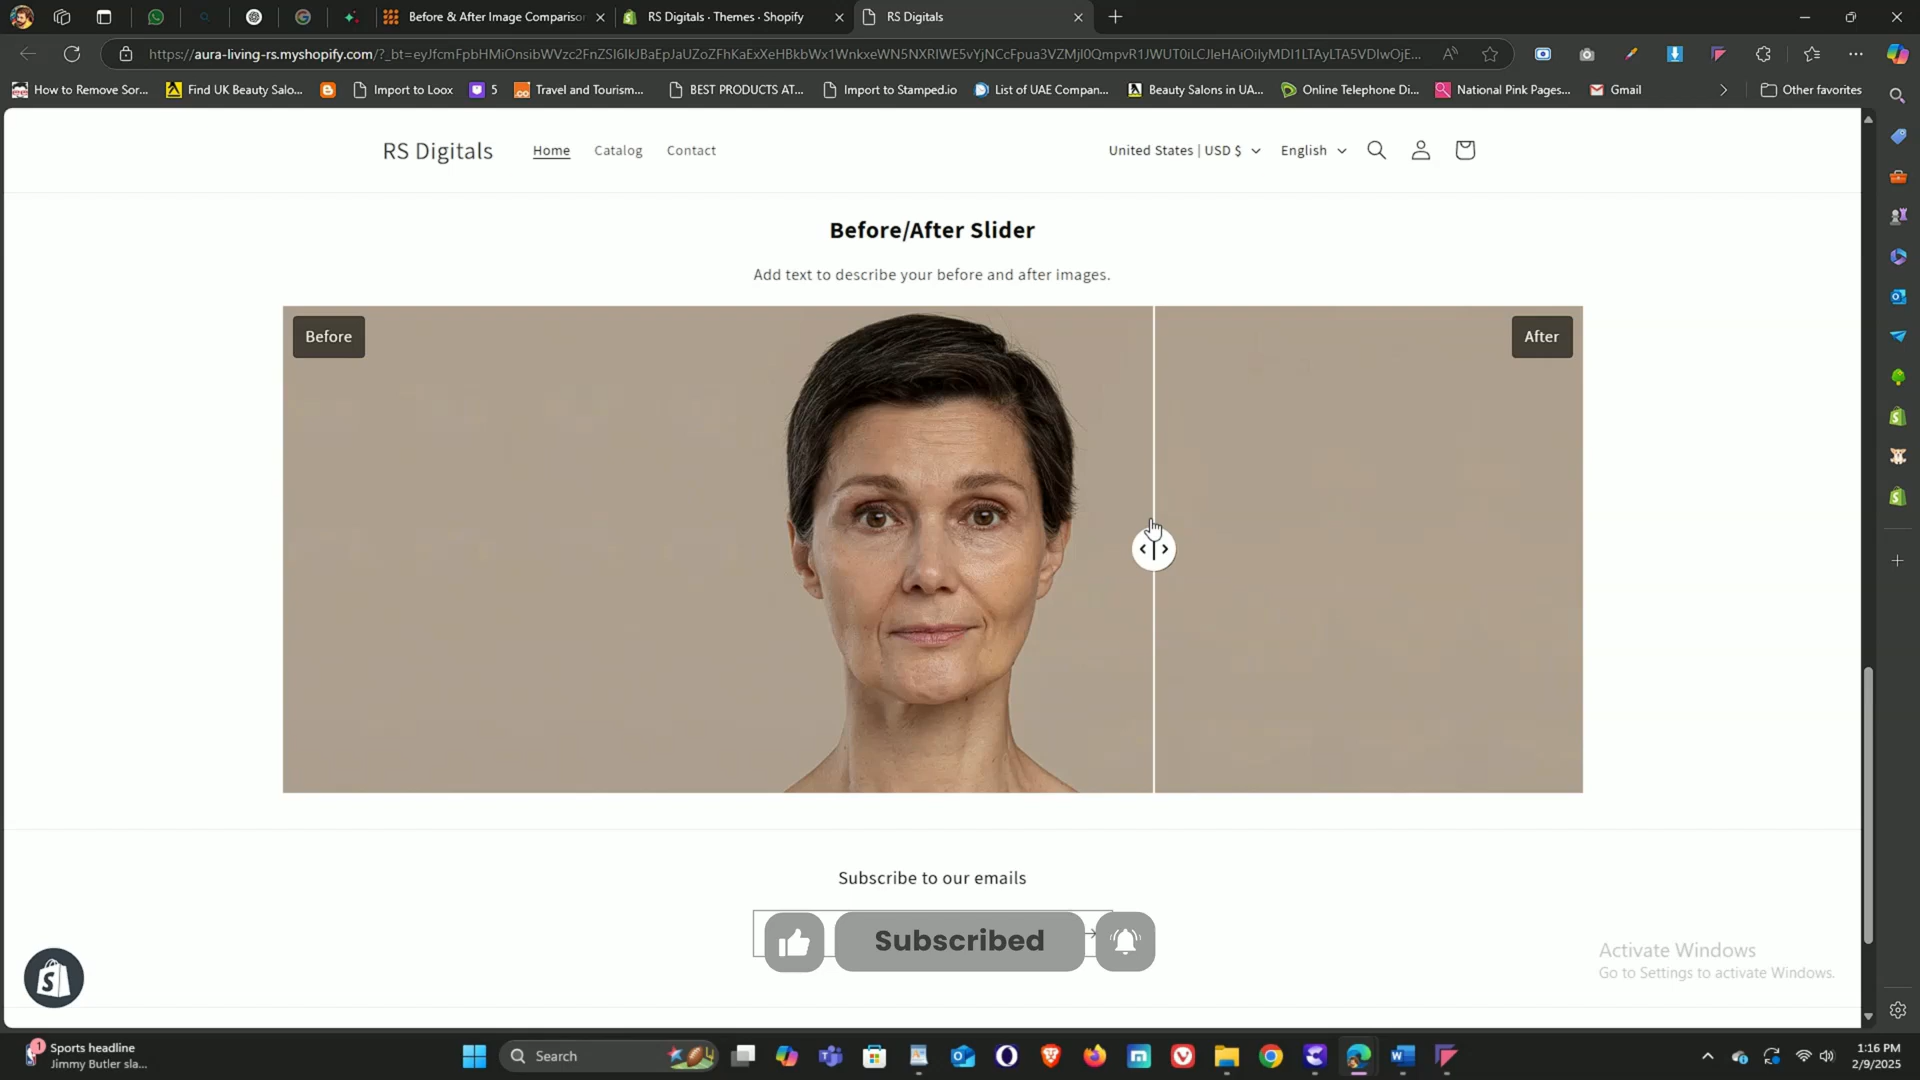 Before & After Image Comparison
RS Digitals · Themes · Shopify
RS Digitals
https://aura-living-rs.myshopify.com/?_bt=
How to Remove Sor...
Find UK Beauty Salo...
Import to Loox
5
Travel and Tourism...
BEST PRODUCTS AT...
Import to Stamped.io
List of UAE Compan...
Beauty Salons in UA...
Online Telephone Di...
National Pink Pages...
Gmail
Other favorites
RS Digitals
Home
Catalog
Contact
United States | USD $
English
Before/After Slider
Add text to describe your before and after images.
Before
After
Subscribe to our emails
Subscribed
Activate Windows
Go to Settings to activate Windows.
1
Sports headline
Jimmy Butler sla...
Search
1:16 PM
2/9/2025